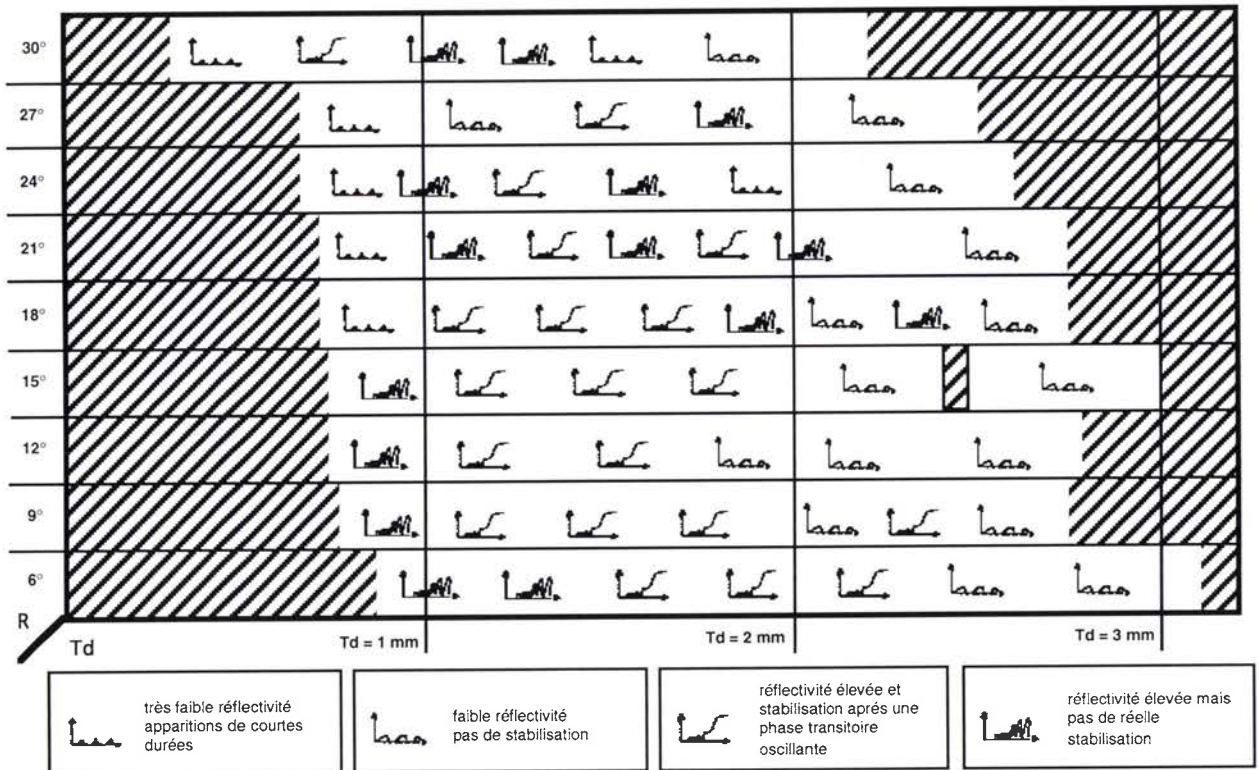 30°
27°
24°
21°
18°
15°
12°
9°
6°
R
Td
Td = 1 mm
Td = 2 mm
Td = 3 mm
très faible réflectivité
apparitions de courtes
durées
faible réflectivité
pas de stabilisation
réflectivité élevée et
stabilisation aprés une
phase transitoire
oscillante
réflectivité élevée mais
pas de réelle
stabilisation